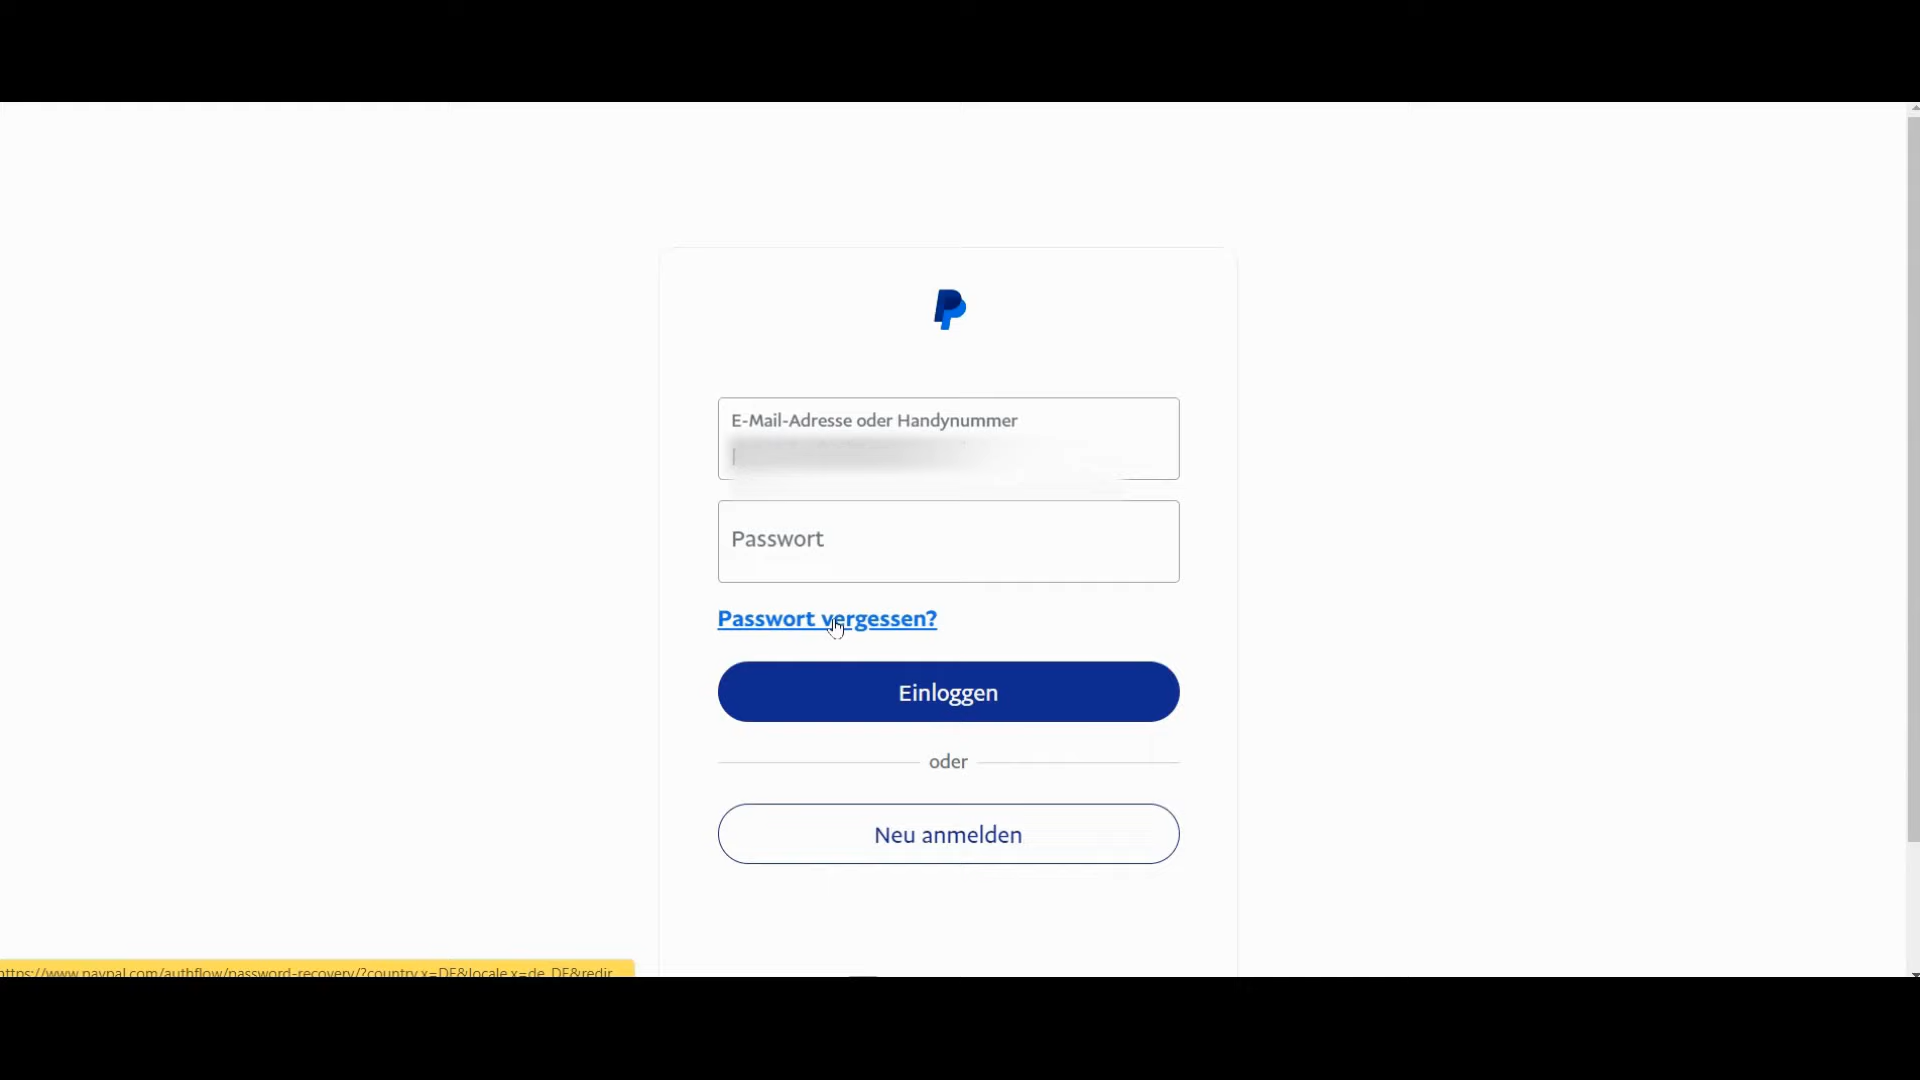 E-Mail-Adresse oder Handynummer
Passwort
Passwort vergessen?
Einloggen
oder
Neu anmelden
https://www.paypal.com/authflow/password-recovery/?country.x=DE&locale.x=de_DE&redir